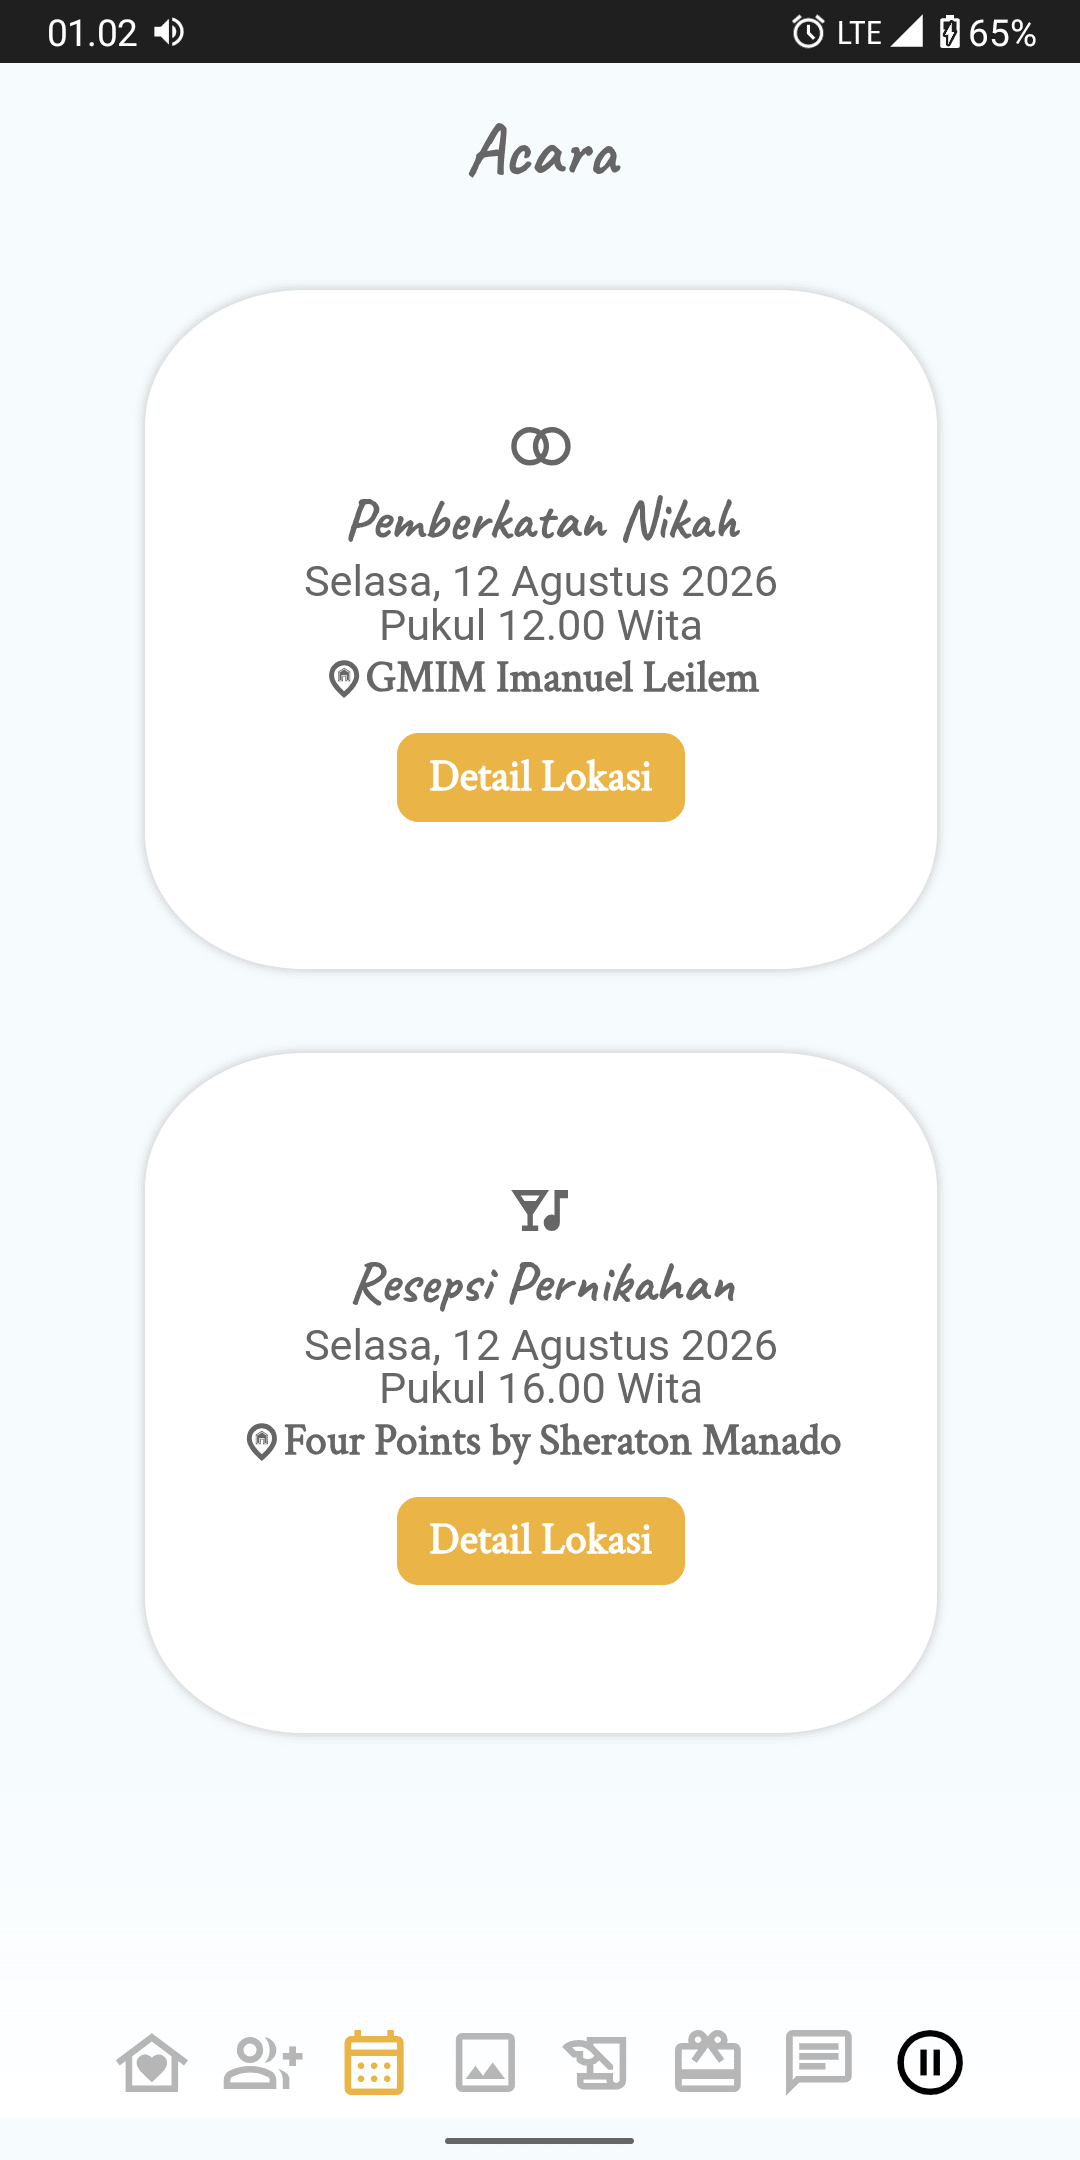 01.02
LTE
65%
Acara
Pemberkatan Nikah
Selasa, 12 Agustus 2026
Pukul 12.00 Wita
GMIM Imanuel Leilem
Detail Lokasi
Resepsi Pernikahan
Selasa, 12 Agustus 2026
Pukul 16.00 Wita
Four Points by Sheraton Manado
Detail Lokasi